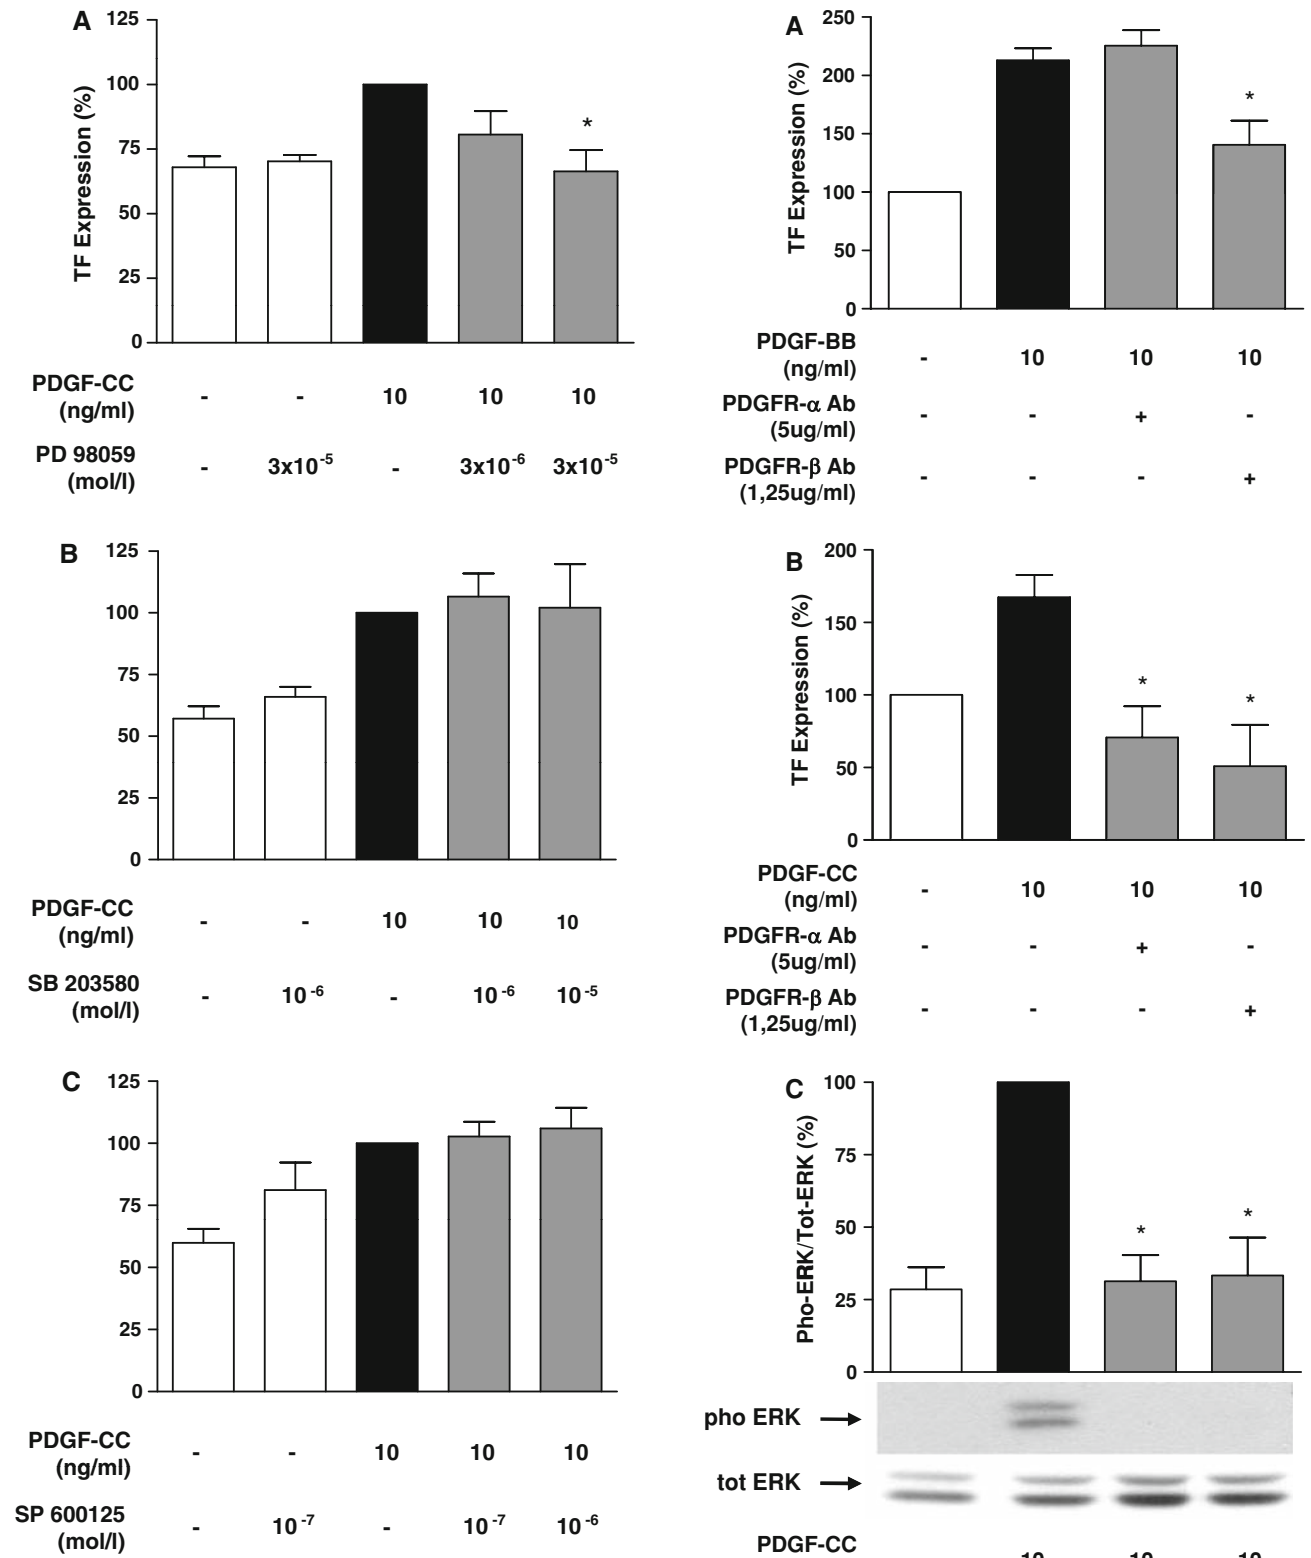 A
125
100
75
50
25
0
TF Expression (%)
*
PDGF-CC
(ng/ml)
- - 10 10 10
PD 98059
(mol/l)
- 3x10-5 - 3x10-6 3x10-5
B
125
100
75
50
25
0
PDGF-CC
(ng/ml)
- - 10 10 10
SB 203580
(mol/l)
- 10-6 - 10-6 10-5
C
125
100
75
50
25
0
PDGF-CC
(ng/ml)
- - 10 10 10
SP 600125
(mol/l)
- 10-7 - 10-7 10-6
A
250
200
150
100
50
0
TF Expression (%)
*
PDGF-BB
(ng/ml)
- 10 10 10
PDGFR-α Ab
(5ug/ml)
- - + -
PDGFR-β Ab
(1,25ug/ml)
- - - +
B
200
150
100
50
0
TF Expression (%)
* *
PDGF-CC
(ng/ml)
- 10 10 10
PDGFR-α Ab
(5ug/ml)
- - + -
PDGFR-β Ab
(1,25ug/ml)
- - - +
C
100
75
50
25
0
Pho-ERK/Tot-ERK (%)
* *
pho ERK
tot ERK
PDGF-CC
10 10 10